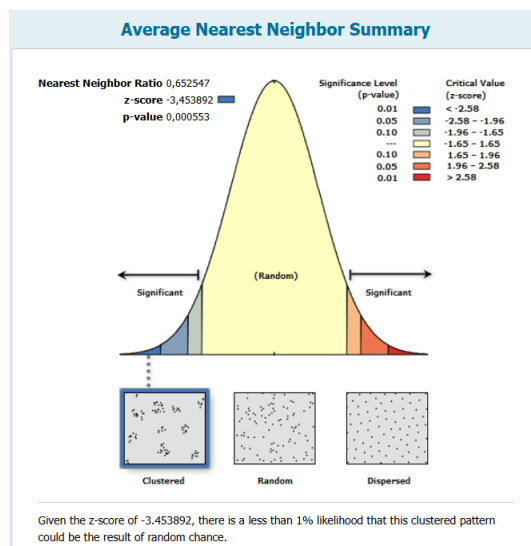 Average Nearest Neighbor Summary
Nearest Neighbor Ratio 0,652547
z-score -3,453892
p-value 0,000553
Significance Level
(p-value)
Critical Value
(z-score)
0.01 < -2.58
0.05 -2.58 – -1.96
0.10 -1.96 – -1.65
--- -1.65 – 1.65
0.10 1.65 – 1.96
0.05 1.96 – 2.58
0.01 > 2.58
(Random)
Significant
Significant
Clustered
Random
Dispersed
Given the z-score of -3.453892, there is a less than 1% likelihood that this clustered pattern
could be the result of random chance.